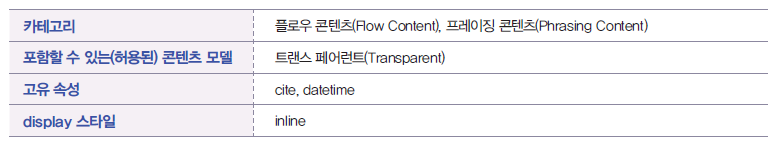 카테고리 플로우 콘텐츠(Flow Content), 프레이징 콘텐츠(Phrasing Content)
포함할 수 있는(허용된) 콘텐츠 모델 트랜스 페어런트(Transparent)
고유 속성 cite, datetime
display 스타일 inline